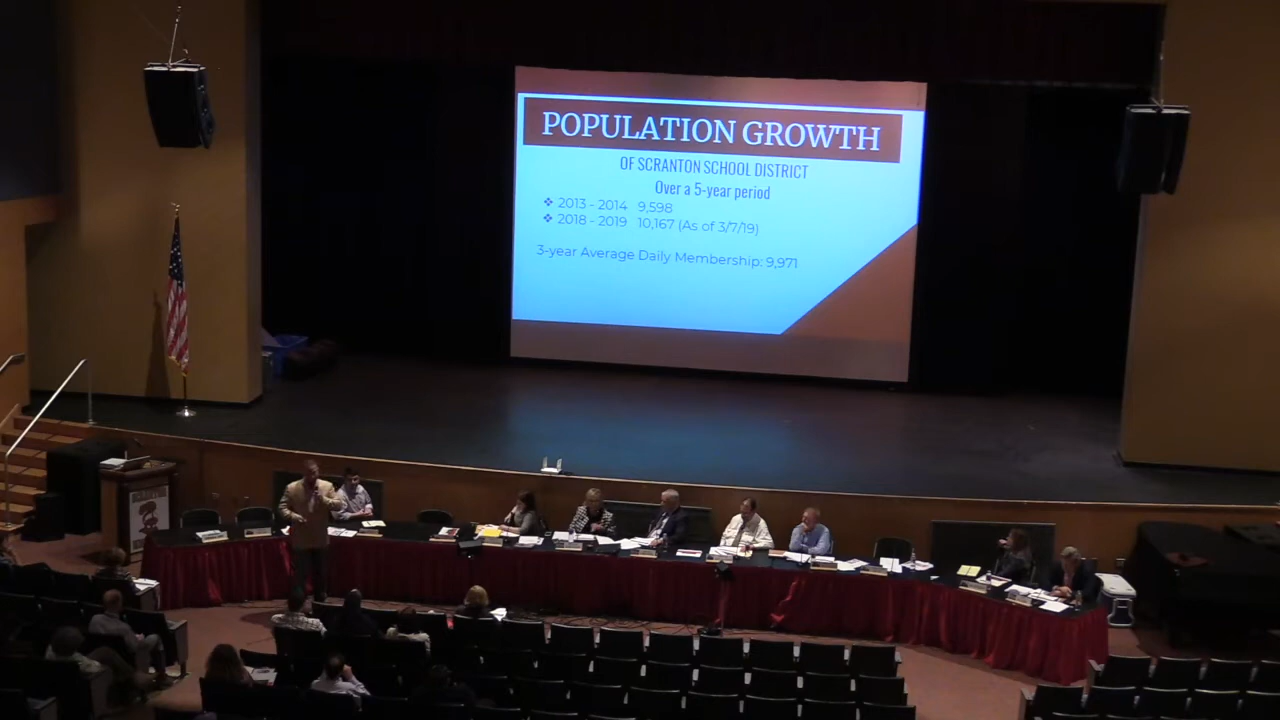 POPULATION GROWTH
OF SCRANTON SCHOOL DISTRICT
Over a 5-year period
❖ 2013 - 2014 9,598
❖ 2018 - 2019 10,167 (As of 3/7/19)
3-year Average Daily Membership: 9,971
SCRANTON